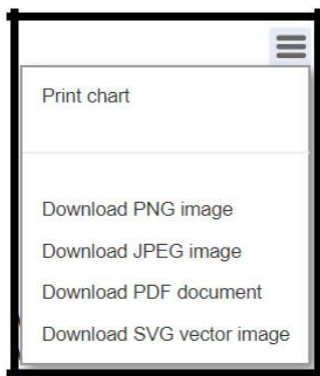 Print chart
Download PNG image
Download JPEG image
Download PDF document
Download SVG vector image